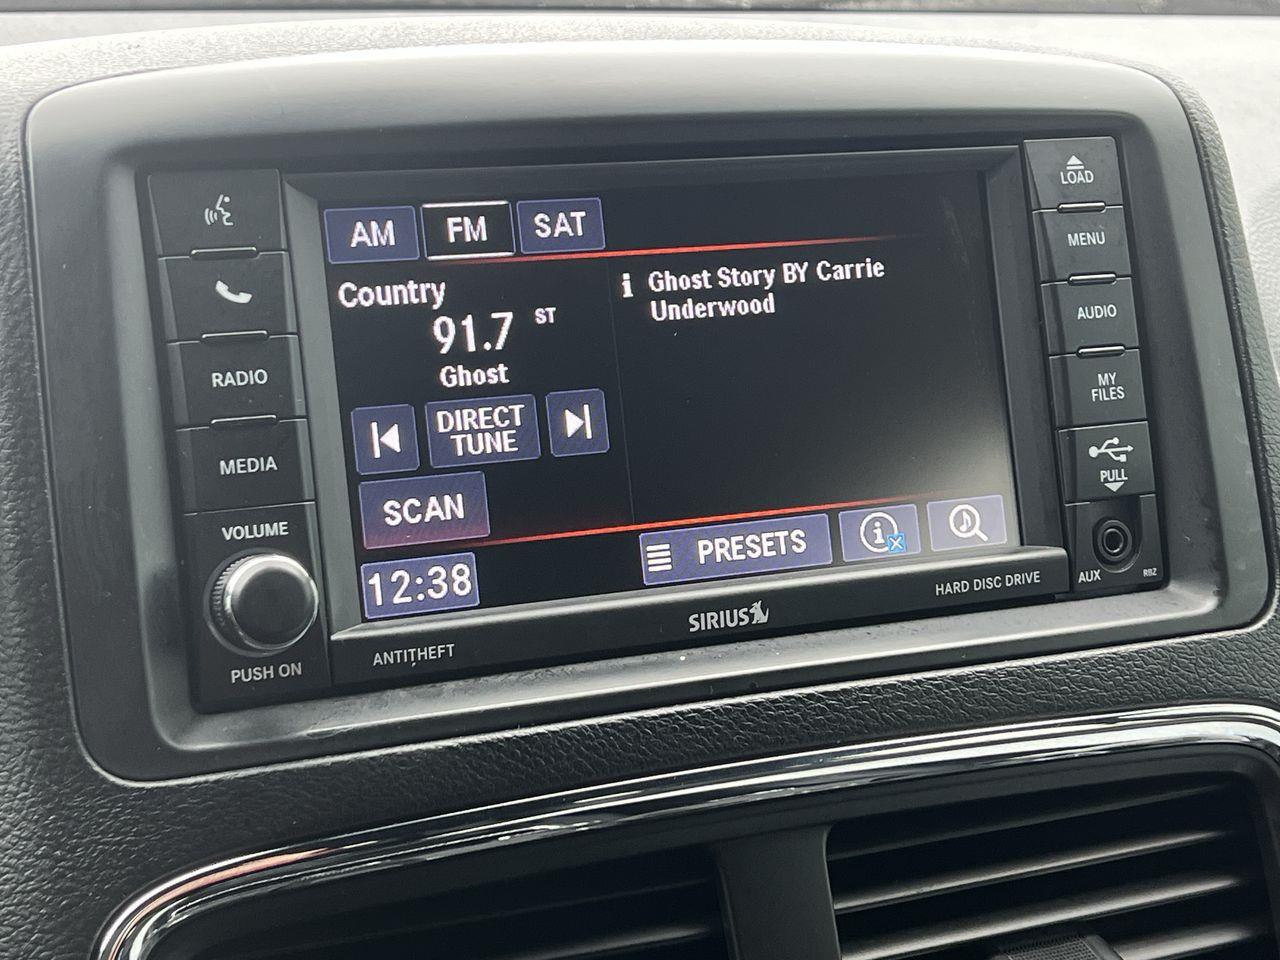 AM FM SAT
Country
91.7 ST
Ghost
DIRECT
TUNE
SCAN
12:38
i Ghost Story BY Carrie
Underwood
PRESETS
i x
RADIO
MEDIA
VOLUME
PUSH ON
LOAD
MENU
AUDIO
MY
FILES
PULL
AUX RBZ
ANTITHEFT
SIRIUS
HARD DISC DRIVE